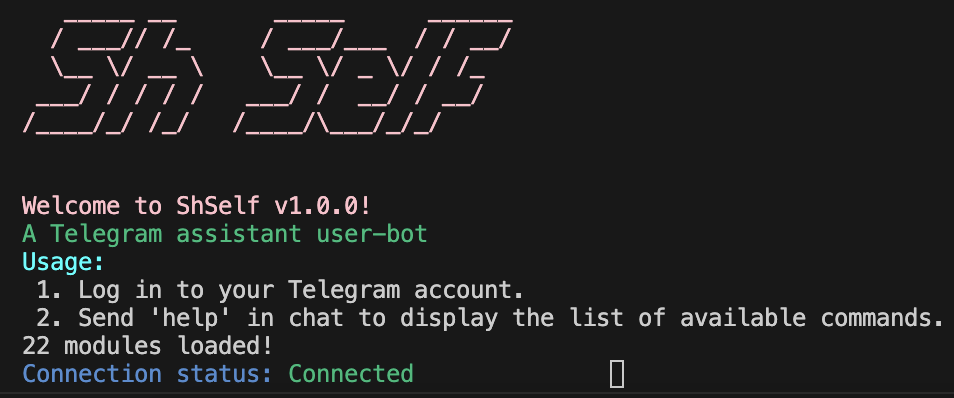 Sh Self
Welcome to ShSelf v1.0.0!
A Telegram assistant user-bot
Usage:
1. Log in to your Telegram account.
2. Send 'help' in chat to display the list of available commands.
22 modules loaded!
Connection status: Connected